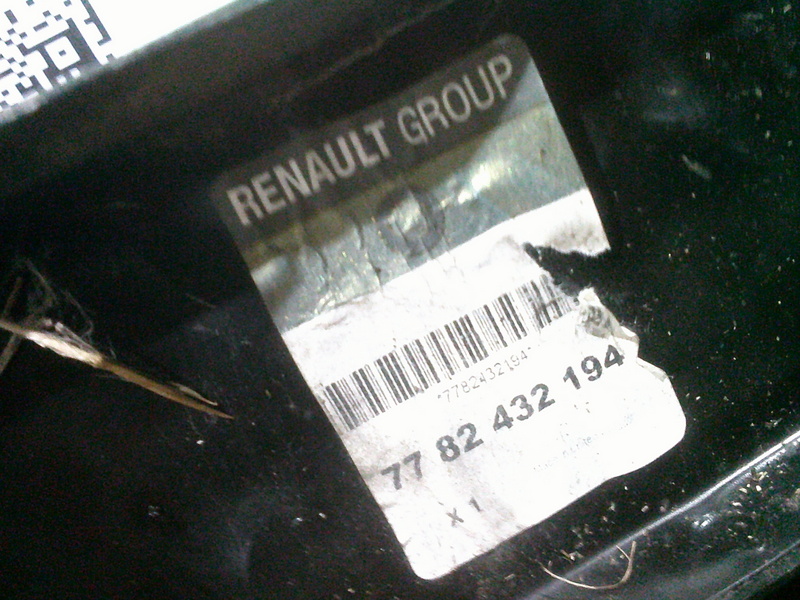 RENAULT GROUP
*7782432194*
77 82 432 194
X 1